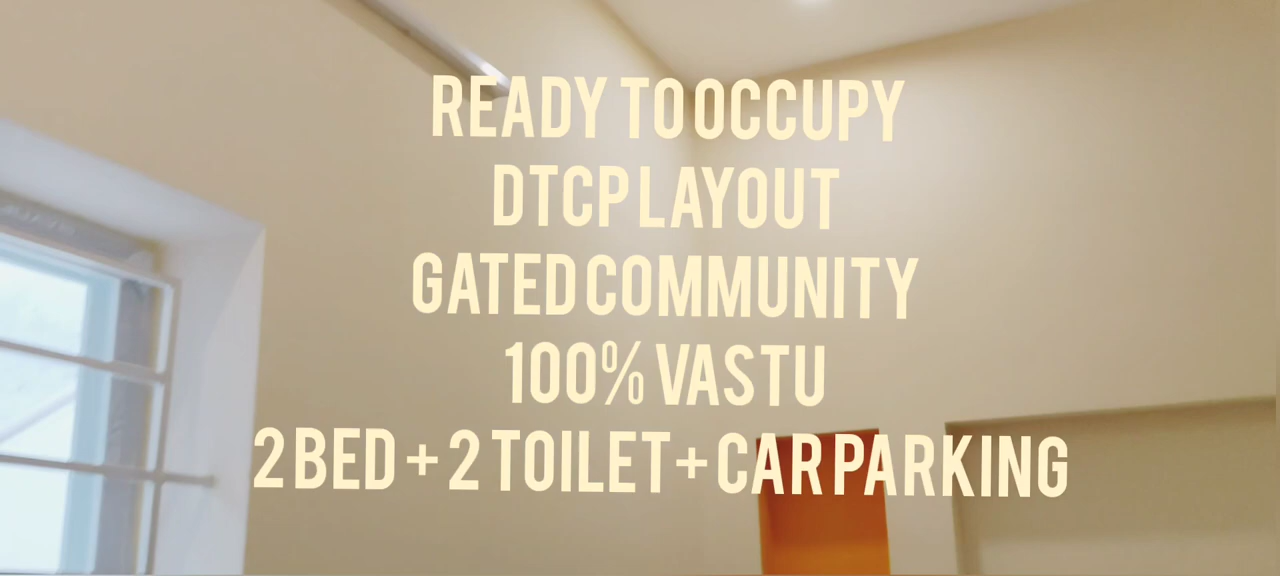 READY TO OCCUPY
DTCP LAYOUT
GATED COMMUNITY
100% VASTU
2 BED + 2 TOILET + CAR PARKING